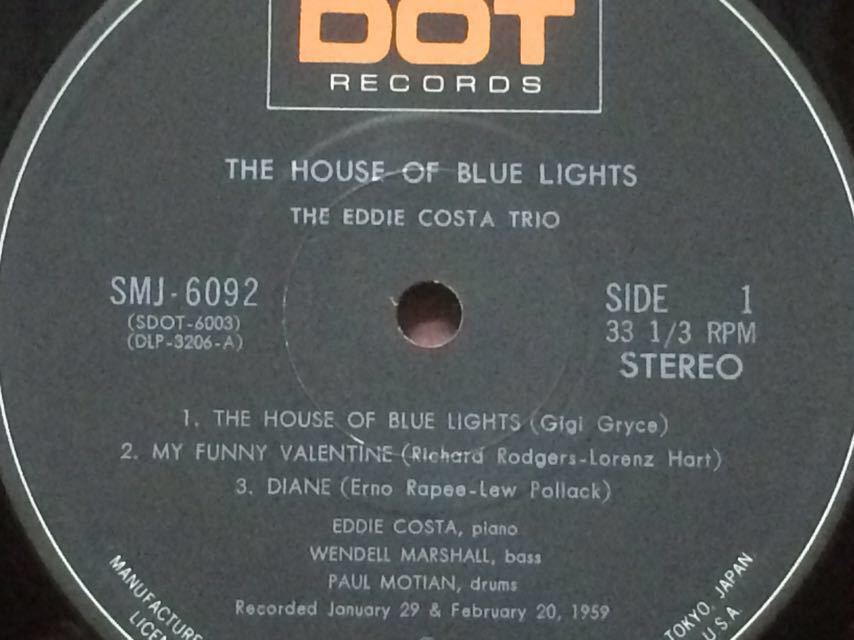 DOT
RECORDS
THE HOUSE OF BLUE LIGHTS
THE EDDIE COSTA TRIO
SMJ-6092
(SDOT-6003)
(DLP-3206-A)
SIDE 1
33 1/3 RPM
STEREO
1. THE HOUSE OF BLUE LIGHTS (Gigi Gryce)
2. MY FUNNY VALENTINE (Richard Rodgers-Lorenz Hart)
3. DIANE (Erno Rapee-Lew Pollack)
EDDIE COSTA, piano
WENDELL MARSHALL, bass
PAUL MOTIAN, drums
Recorded January 29 & February 20, 1959
MANUFACTURE
TOKYO, JAPAN
U.S.A.